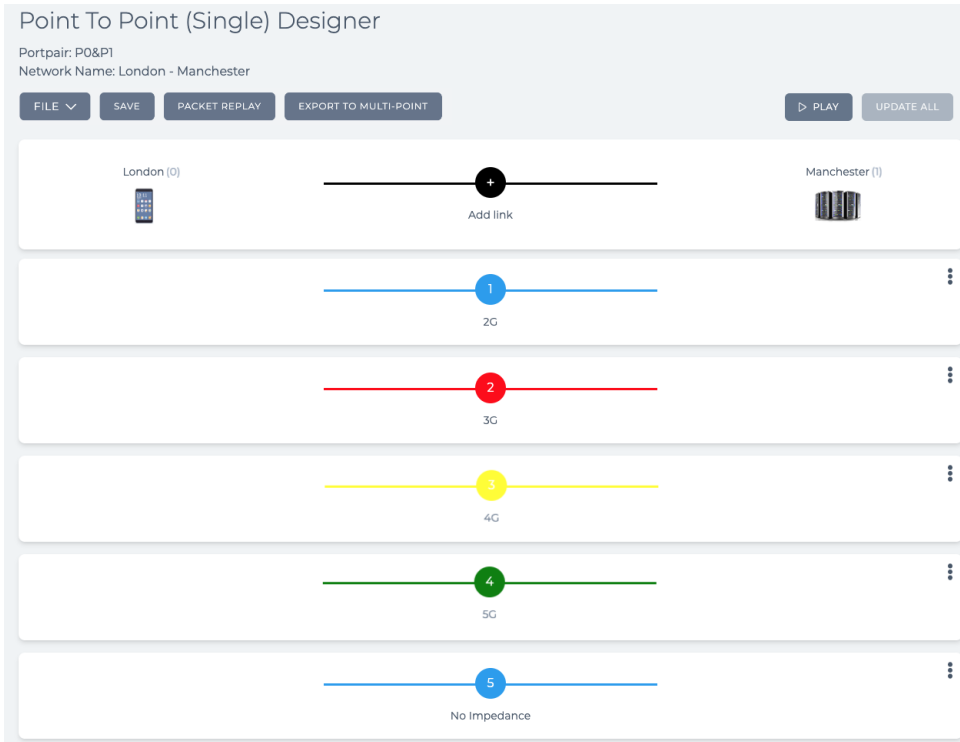 Point To Point (Single) Designer
Portpair: P0&P1
Network Name: London - Manchester
FILE SAVE PACKET REPLAY EXPORT TO MULTI-POINT PLAY UPDATE ALL
London (0) + Manchester (1)
Add link
1
2G
2
3G
3
4G
4
5G
5
No Impedance